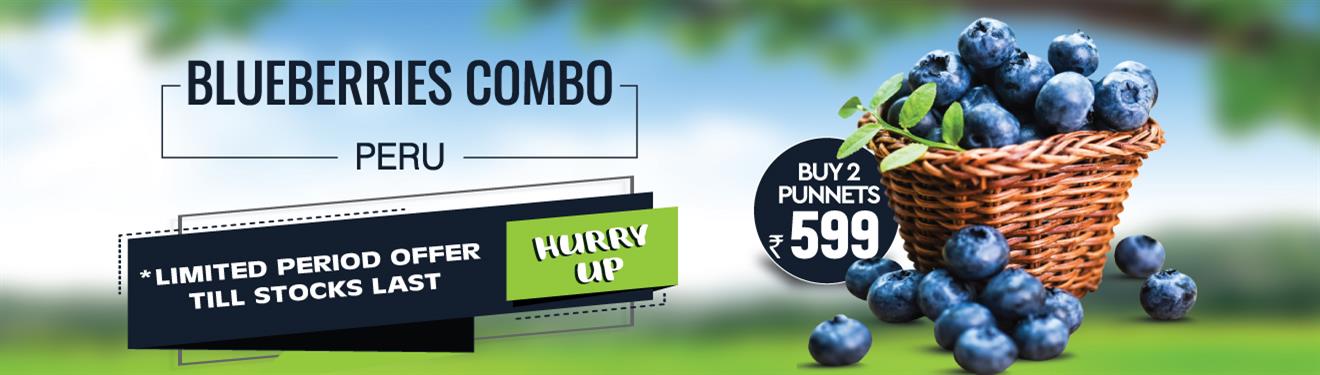 BLUEBERRIES COMBO
PERU
*LIMITED PERIOD OFFER
TILL STOCKS LAST
HURRY
UP
BUY 2
PUNNETS
₹ 599